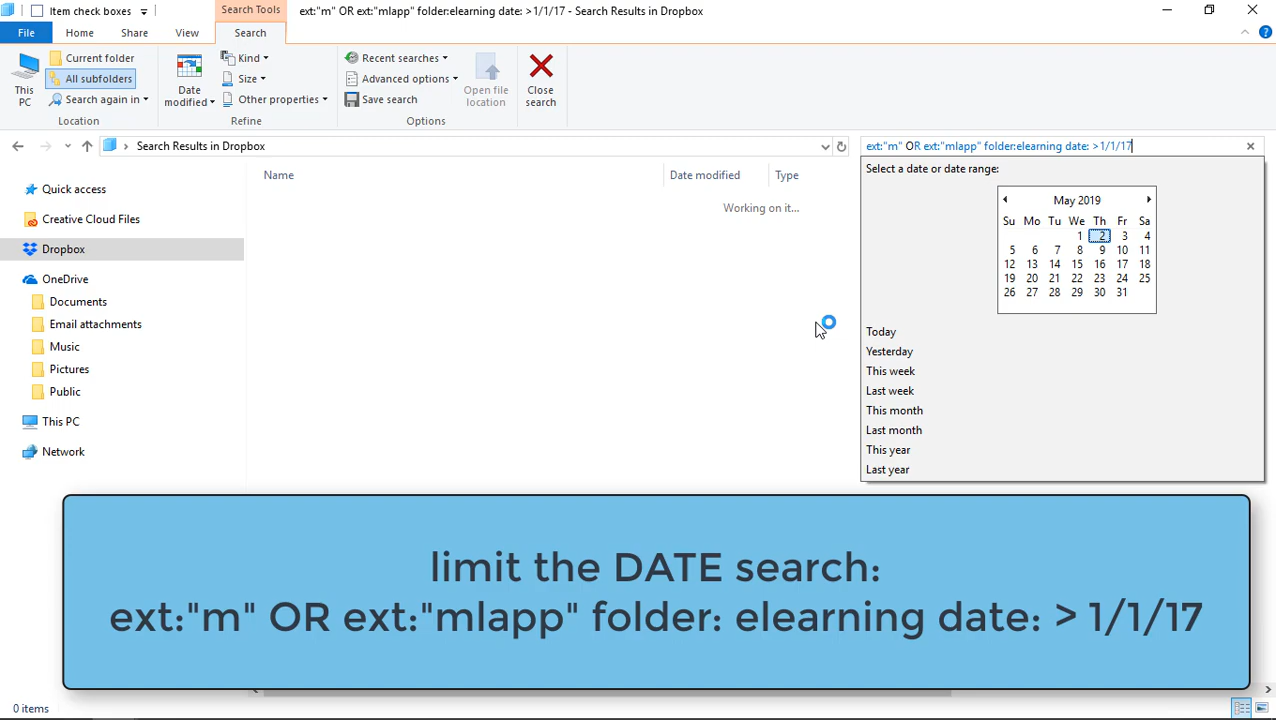 Item check boxes
Search Tools
ext:"m" OR ext:"mlapp" folder:elearning date: >1/1/17 - Search Results in Dropbox
File
Home
Share
View
Search
This PC
Current folder
All subfolders
Search again in
Location
Date modified
Kind
Size
Other properties
Refine
Recent searches
Advanced options
Save search
Options
Open file location
Close search
Search Results in Dropbox
ext:"m" OR ext:"mlapp" folder:elearning date: >1/1/17
Quick access
Creative Cloud Files
Dropbox
OneDrive
Documents
Email attachments
Music
Pictures
Public
This PC
Network
Name
Date modified
Type
Working on it...
Select a date or date range:
May 2019
Su Mo Tu We Th Fr Sa
1 2 3 4
5 6 7 8 9 10 11
12 13 14 15 16 17 18
19 20 21 22 23 24 25
26 27 28 29 30 31
Today
Yesterday
This week
Last week
This month
Last month
This year
Last year
limit the DATE search:
ext:"m" OR ext:"mlapp" folder: elearning date: > 1/1/17
0 items